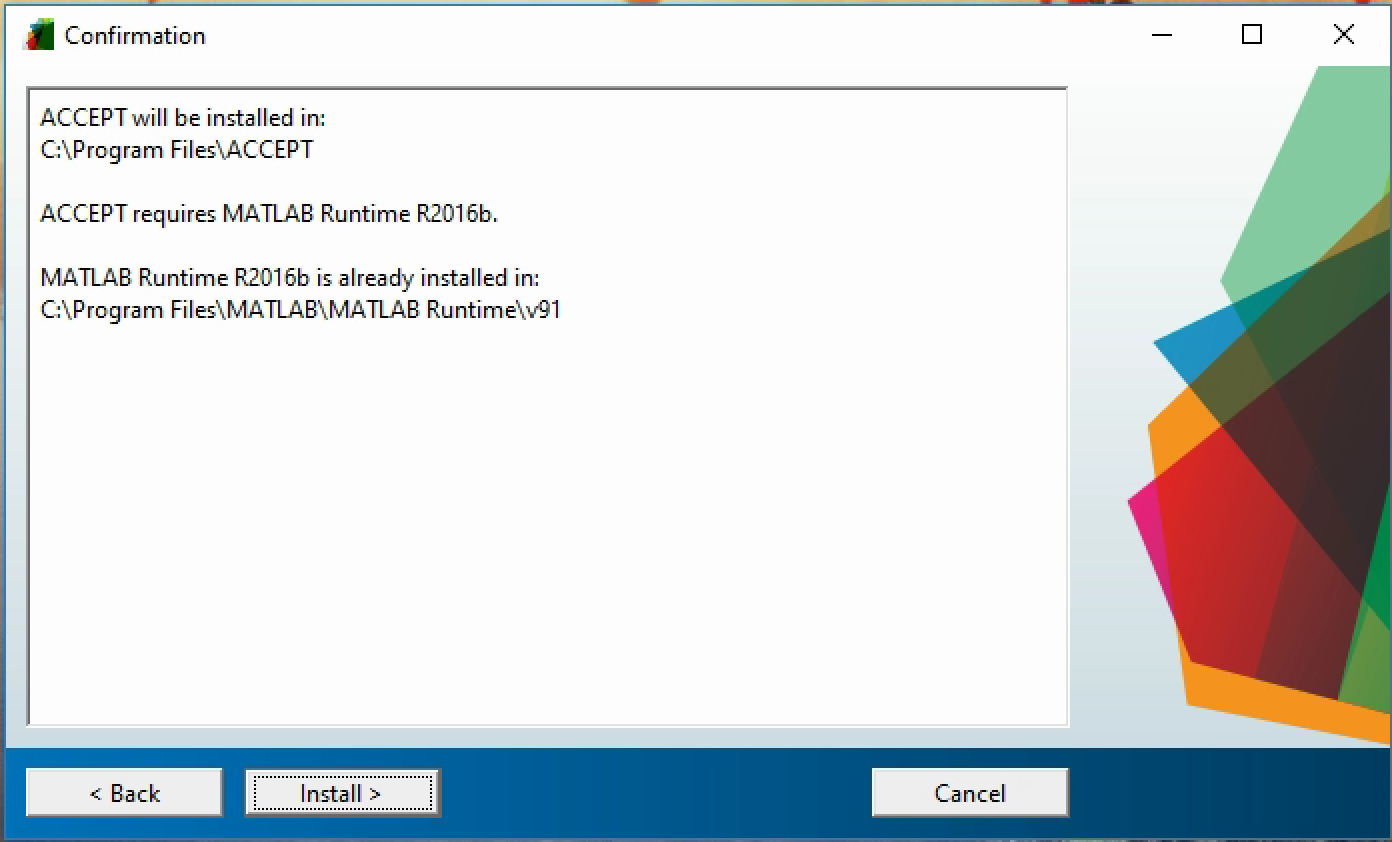 Confirmation
ACCEPT will be installed in:
C:\Program Files\ACCEPT
ACCEPT requires MATLAB Runtime R2016b.
MATLAB Runtime R2016b is already installed in:
C:\Program Files\MATLAB\MATLAB Runtime\v91
< Back
Install >
Cancel